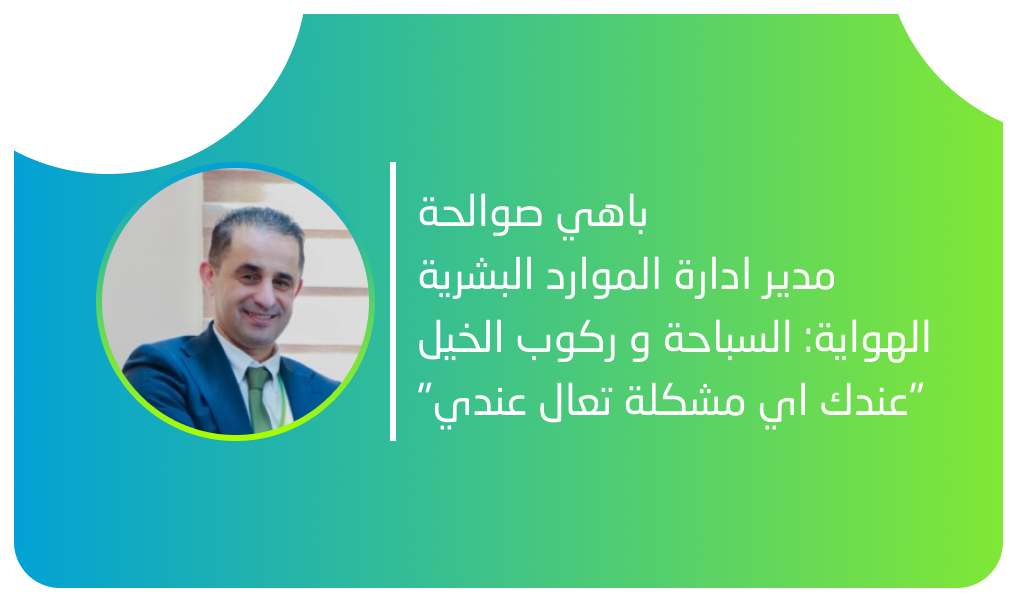 باهي صوالحة
مدير ادارة الموارد البشرية
الهواية: السباحة و ركوب الخيل
"عندك اي مشكلة تعال عندي"